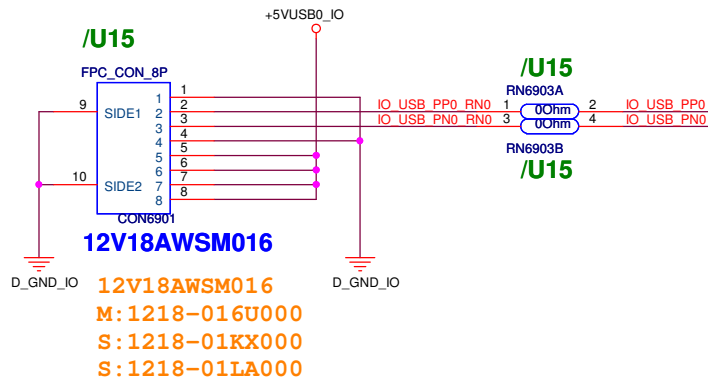 +5VUSB0_IO
/U15
FPC_CON_8P
/U15
RN6903A
9 SIDE1 1 1
2 2 IO_USB_PP0_RN0 1 0Ohm 2 IO_USB_PP0
3 3 IO_USB_PN0_RN0 3 0Ohm 4 IO_USB_PN0
4 4
RN6903B
5 5
/U15
6 6
10 SIDE2 7 7
8 8
CON6901
12V18AWSM016
D_GND_IO
D_GND_IO
12V18AWSM016
M:1218-016U000
S:1218-01KX000
S:1218-01LA000